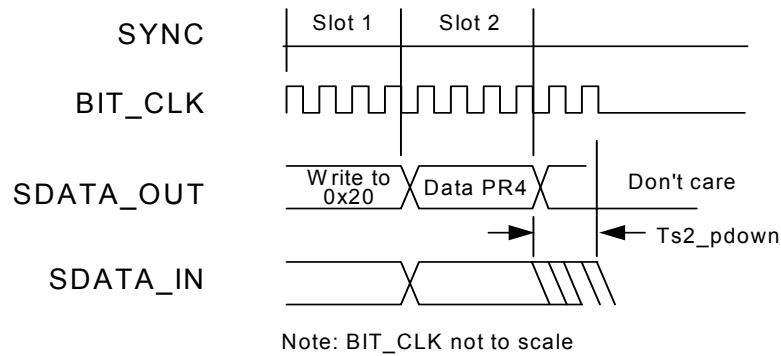 SYNC
Slot 1
Slot 2
BIT_CLK
SDATA_OUT
Write to
0x20
Data PR4
Don't care
Ts2_pdown
SDATA_IN
Note: BIT_CLK not to scale